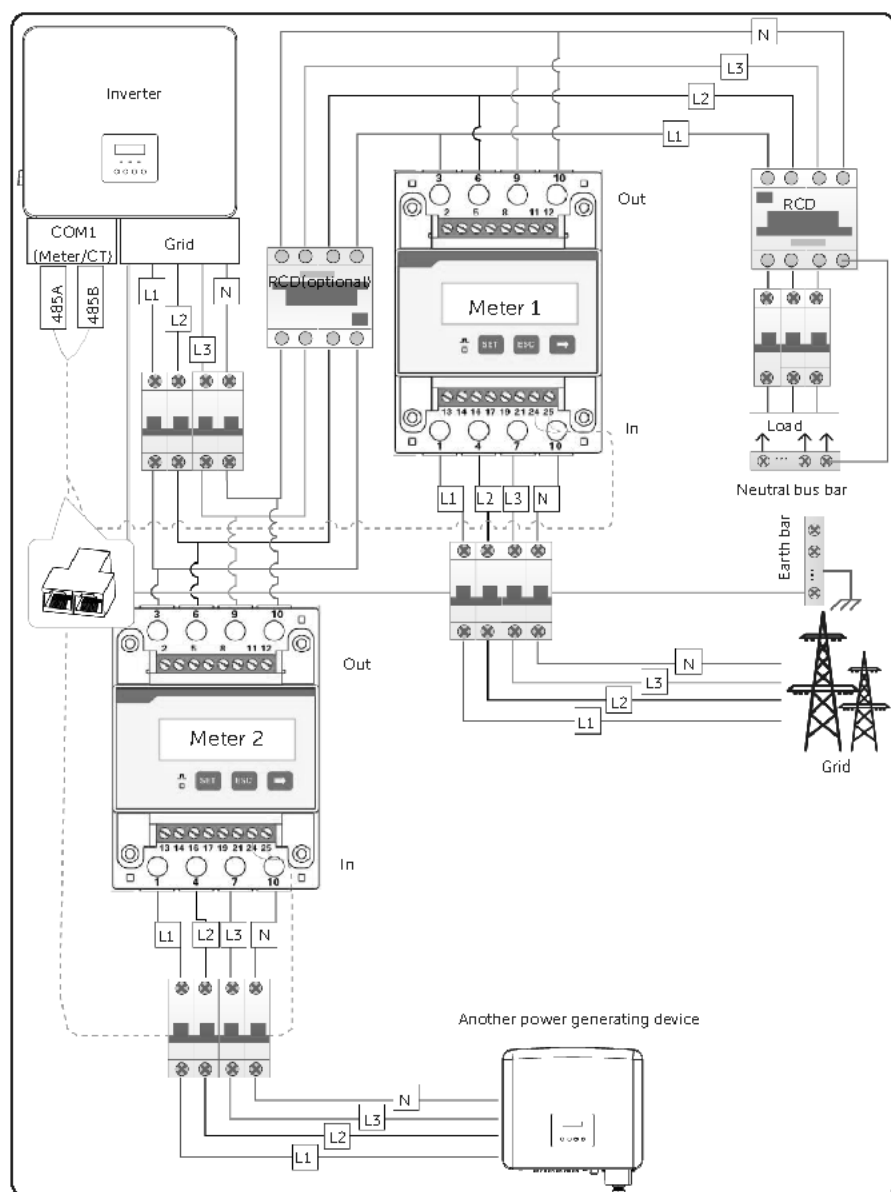 N
L3
L2
L1
Inverter
COM1
(Meter/CT)
Grid
485A
485B
L1
L2
L3
N
RCD(optional)
3 6 9 10
2 5 8 11 12
Out
Meter 1
SET ESC
13 14 16 17 19 21 24 25
In
1 4 7 10
L1 L2 L3 N
RCD
Load
Neutral bus bar
Earth bar
N
L3
L2
L1
Grid
3 6 9 10
2 5 8 11 12
Out
Meter 2
SET ESC
13 14 16 17 19 21 24 25
In
1 4 7 10
L1 L2 L3 N
Another power generating device
N
L3
L2
L1